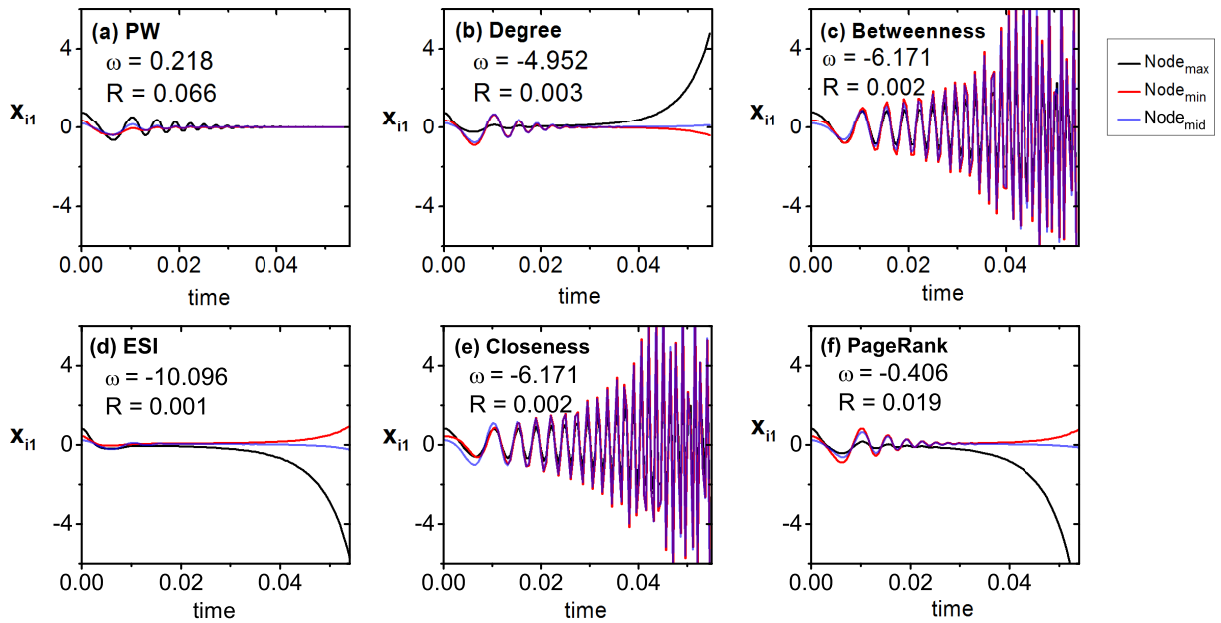 (a) PW
ω = 0.218
R = 0.066
4
0
-4
x_i1
0.00 0.02 0.04
time
(b) Degree
ω = -4.952
R = 0.003
4
0
-4
x_i1
0.00 0.02 0.04
time
(c) Betweenness
ω = -6.171
R = 0.002
4
0
-4
x_i1
0.00 0.02 0.04
time
Node_max
Node_min
Node_mid
(d) ESI
ω = -10.096
R = 0.001
4
0
-4
x_i1
0.00 0.02 0.04
time
(e) Closeness
ω = -6.171
R = 0.002
4
0
-4
x_i1
0.00 0.02 0.04
time
(f) PageRank
ω = -0.406
R = 0.019
4
0
-4
x_i1
0.00 0.02 0.04
time